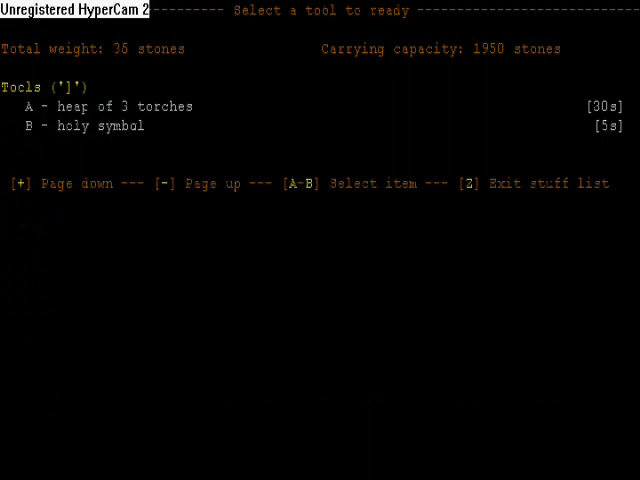 Unregistered HyperCam 2 --------- Select a tool to ready ----------------------------
Total weight: 35 stones Carrying capacity: 1950 stones
Tools (']')
A - heap of 3 torches [30s]
B - holy symbol [5s]
[+] Page down --- [-] Page up --- [A-B] Select item --- [Z] Exit stuff list